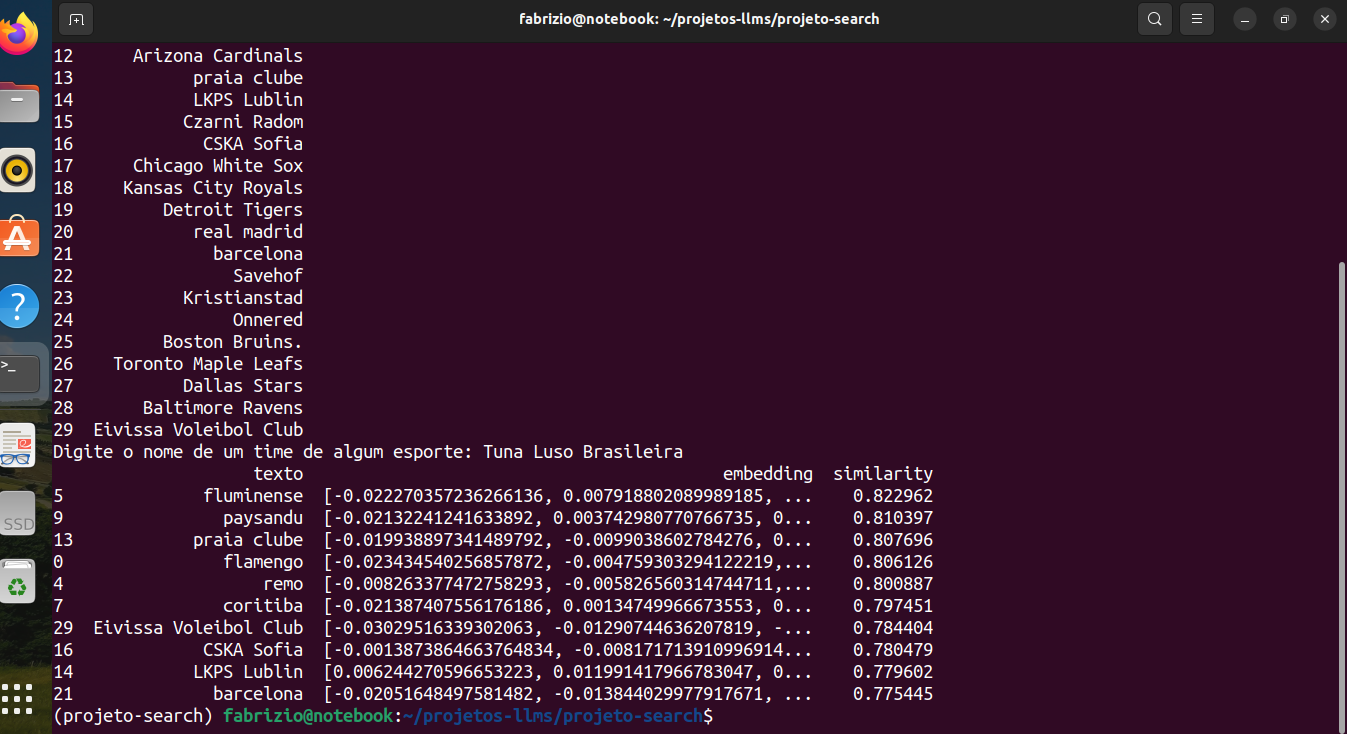 fabrizio@notebook: ~/projetos-llms/projeto-search
12      Arizona Cardinals
13            praia clube
14            LKPS Lublin
15           Czarni Radom
16             CSKA Sofia
17      Chicago White Sox
18     Kansas City Royals
19         Detroit Tigers
20            real madrid
21              barcelona
22                Savehof
23           Kristianstad
24                Onnered
25         Boston Bruins.
26    Toronto Maple Leafs
27           Dallas Stars
28       Baltimore Ravens
29  Eivissa Voleibol Club
Digite o nome de um time de algum esporte: Tuna Luso Brasileira
                    texto                                          embedding  similarity
5              fluminense  [-0.022270357236266136, 0.007918802089989185, ...    0.822962
9                paysandu  [-0.02132241241633892, 0.003742980770766735, 0...    0.810397
13            praia clube  [-0.019938897341489792, -0.0099038602784276, 0...    0.807696
0                flamengo  [-0.023434540256857872, -0.004759303294122219,...    0.806126
4                    remo  [-0.008263377472758293, -0.005826560314744711,...    0.800887
7                coritiba  [-0.021387407556176186, 0.00134749966673553, 0...    0.797451
29  Eivissa Voleibol Club  [-0.03029516339302063, -0.01290744636207819, -...    0.784404
16             CSKA Sofia  [-0.0013873864663764834, -0.008171713910996914...    0.780479
14            LKPS Lublin  [0.006244270596653223, 0.011991417966783047, 0...    0.779602
21              barcelona  [-0.02051648497581482, -0.013844029977917671, ...    0.775445
(projeto-search) fabrizio@notebook:~/projetos-llms/projeto-search$
SSD